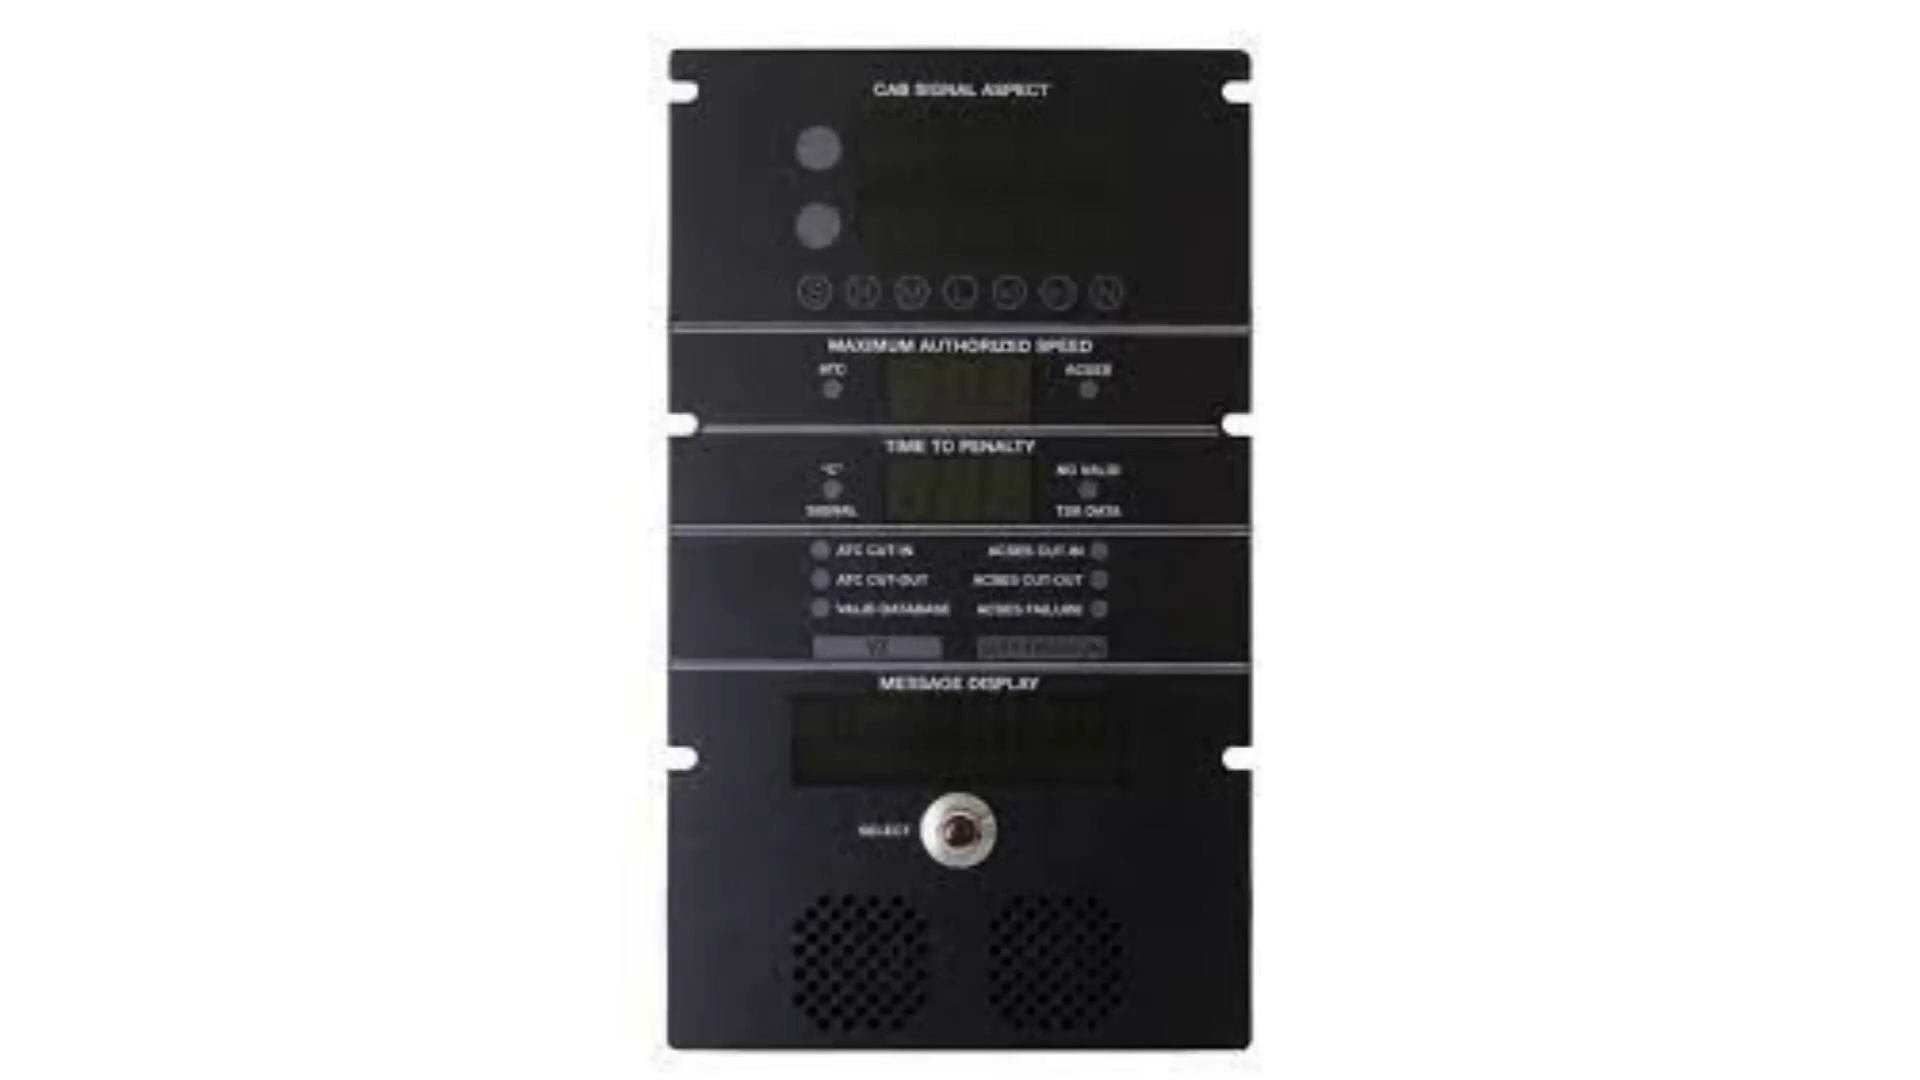 CAB SIGNAL ASPECT
S H M L N
MAXIMUM AUTHORIZED SPEED
ATC ACSES
TIME TO PENALTY
"C" NO VALID
SIGNAL TSR DATA
ATC CUT IN ACSES CUT IN
ATC CUT-OUT ACSES CUT-OUT
VALID DATABASE ACSES FAILURE
SUPPRESSION
MESSAGE DISPLAY
SELECT